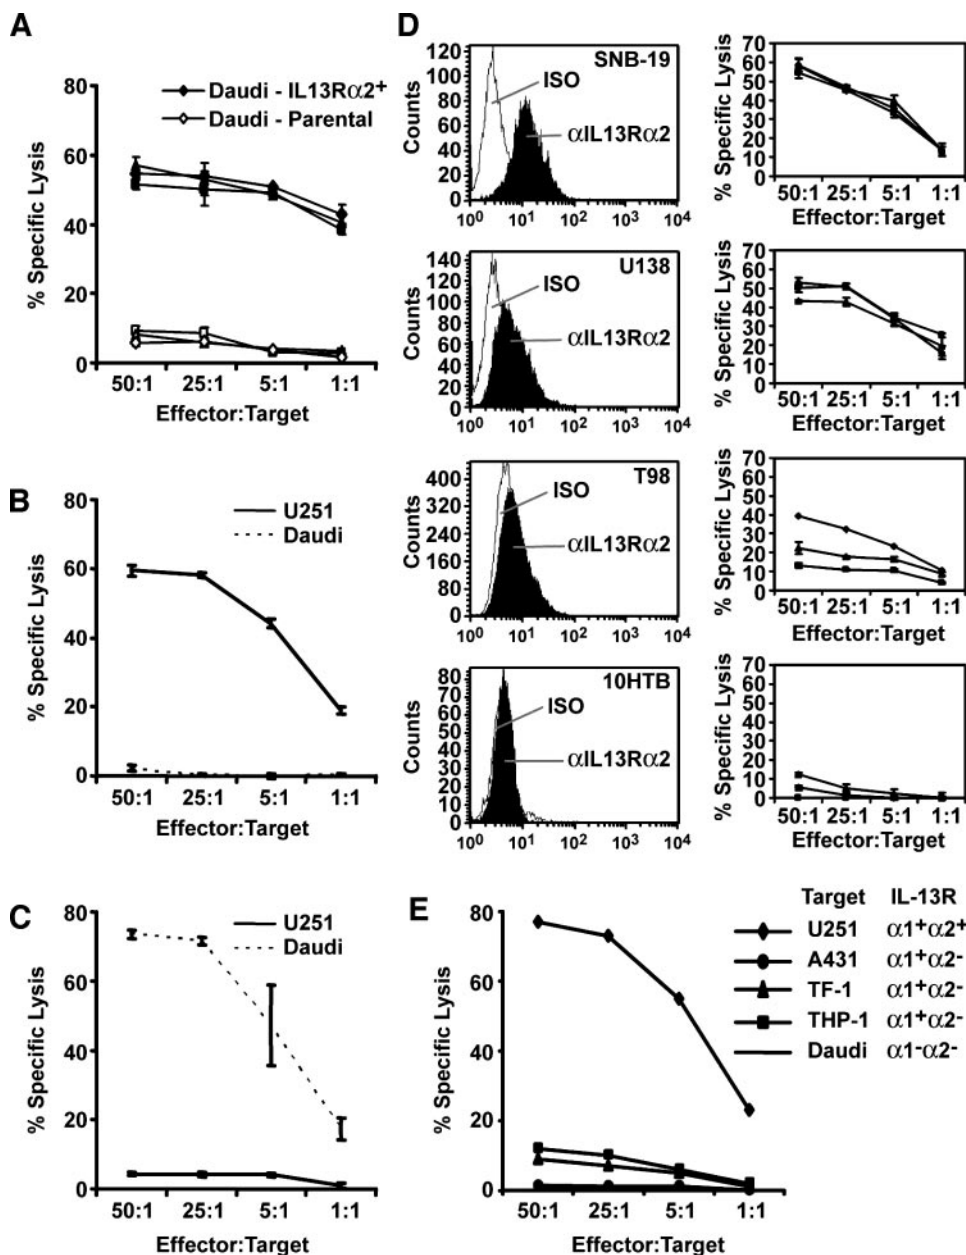 A
% Specific Lysis
80
60
40
20
0
Daudi - IL13Rα2+
Daudi - Parental
50:1 25:1 5:1 1:1
Effector:Target
B
% Specific Lysis
80
60
40
20
0
U251
Daudi
50:1 25:1 5:1 1:1
Effector:Target
C
% Specific Lysis
80
60
40
20
0
U251
Daudi
50:1 25:1 5:1 1:1
Effector:Target
D
Counts
120
100
80
60
40
20
0
SNB-19
ISO
αIL13Rα2
10⁰ 10¹ 10² 10³ 10⁴
% Specific Lysis
70
60
50
40
30
20
10
0
50:1 25:1 5:1 1:1
Effector:Target
Counts
140
120
100
80
60
40
20
0
U138
ISO
αIL13Rα2
10⁰ 10¹ 10² 10³ 10⁴
% Specific Lysis
70
60
50
40
30
20
10
0
50:1 25:1 5:1 1:1
Effector:Target
Counts
400
320
240
160
80
0
T98
ISO
αIL13Rα2
10⁰ 10¹ 10² 10³ 10⁴
% Specific Lysis
70
60
50
40
30
20
10
0
50:1 25:1 5:1 1:1
Effector:Target
Counts
80
70
60
50
40
30
20
10
0
10HTB
ISO
αIL13Rα2
10⁰ 10¹ 10² 10³ 10⁴
% Specific Lysis
70
60
50
40
30
20
10
0
50:1 25:1 5:1 1:1
Effector:Target
E
% Specific Lysis
80
60
40
20
0
Target IL-13R
U251 α1+α2+
A431 α1+α2-
TF-1 α1+α2-
THP-1 α1+α2-
Daudi α1-α2-
50:1 25:1 5:1 1:1
Effector:Target